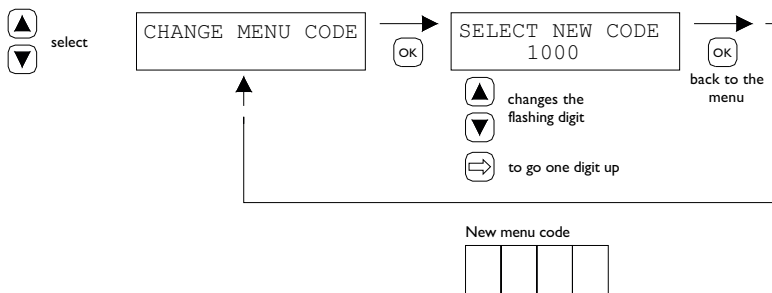 select
CHANGE MENU CODE
OK
SELECT NEW CODE
1000
OK
back to the
menu
changes the
flashing digit
to go one digit up
New menu code